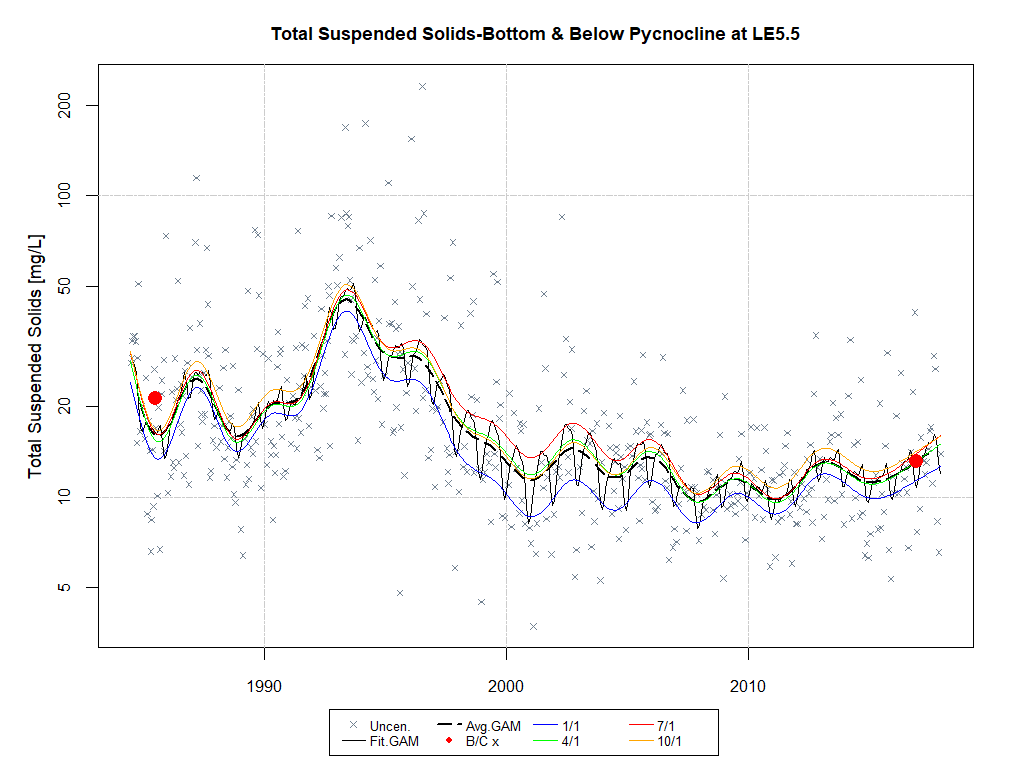 Total Suspended Solids-Bottom & Below Pycnocline at LE5.5
Total Suspended Solids [mg/L]
200
100
50
20
10
5
1990 2000 2010
Uncen. Avg.GAM 1/1 7/1
Fit.GAM B/C x 4/1 10/1